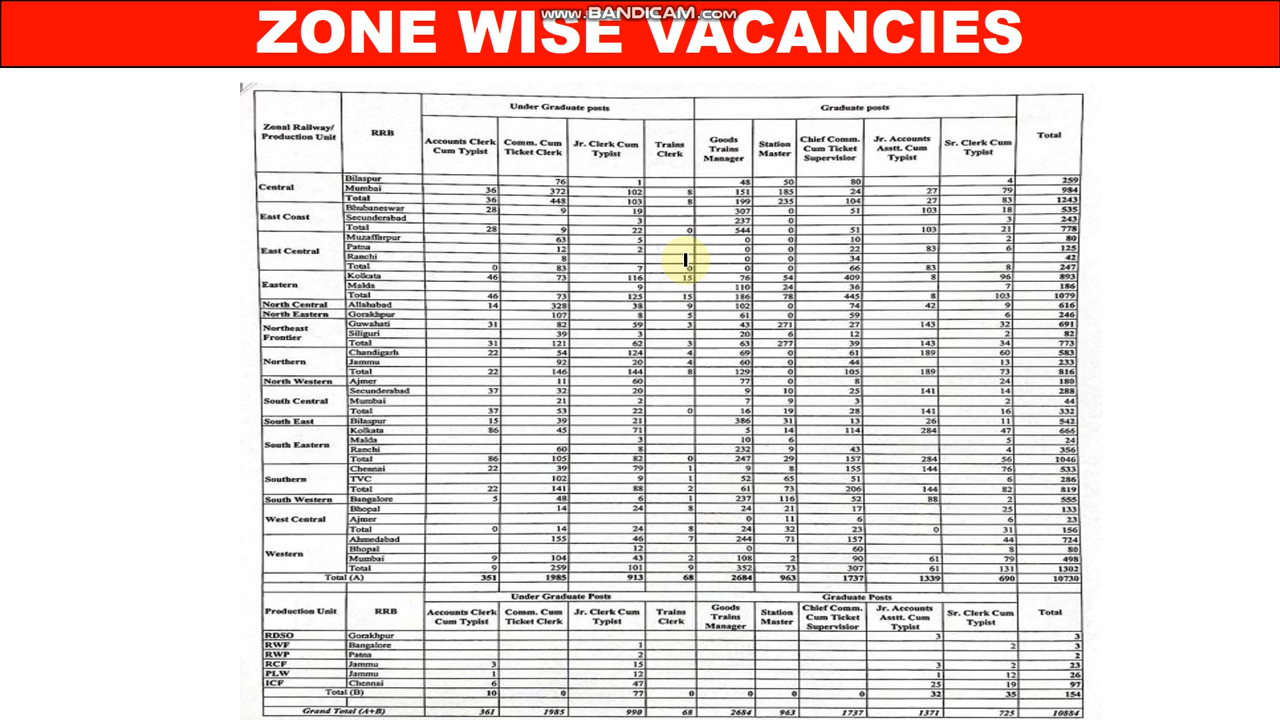 www.BANDICAM.com
ZONE WISE VACANCIES
Zonal Railway/ Production Unit RRB Under Graduate posts Graduate posts Total
Accounts Clerk Cum Typist Comm. Cum Ticket Clerk Jr. Clerk Cum Typist Trains Clerk Goods Trains Manager Station Master Chief Comm. Cum Ticket Supervisior Jr. Accounts Asstt. Cum Typist Sr. Clerk Cum Typist
Central Bilaspur 76 1 48 50 80 4 259
Mumbai 36 372 102 8 151 185 24 27 79 984
Total 36 448 103 8 199 235 104 27 83 1243
East Coast Bhubaneswar 28 9 19 307 0 51 103 18 535
Secunderabad 3 237 0 3 243
Total 28 9 22 0 544 0 51 103 21 778
East Central Muzaffarpur 63 5 0 0 10 2 80
Patna 12 2 0 0 22 83 6 125
Ranchi 8 0 0 34 42
Total 0 83 7 0 0 0 66 83 8 247
Eastern Kolkata 46 73 116 15 76 54 409 8 96 893
Malda 9 110 24 36 7 186
Total 46 73 125 15 186 78 445 8 103 1079
North Central Allahabad 14 328 38 9 102 0 74 42 9 616
North Eastern Gorakhpur 107 8 5 61 0 59 6 246
Northeast Frontier Guwahati 31 82 59 3 43 271 27 143 32 691
Siliguri 39 3 20 6 12 2 82
Total 31 121 62 3 63 277 39 143 34 773
Northern Chandigarh 22 54 124 4 69 0 61 189 60 583
Jammu 92 20 4 60 0 44 13 233
Total 22 146 144 8 129 0 105 189 73 816
North Western Ajmer 11 60 77 0 8 24 180
South Central Secunderabad 37 32 20 9 10 25 141 14 288
Mumbai 21 2 7 9 3 2 44
Total 37 53 22 0 16 19 28 141 16 332
South East Bilaspur 15 39 21 386 31 13 26 11 542
South Eastern Kolkata 86 45 71 5 14 114 284 47 666
Malda 3 10 6 5 24
Ranchi 60 8 232 9 43 4 356
Total 86 105 82 0 247 29 157 284 56 1046
Southern Chennai 22 39 79 1 9 8 155 144 76 533
TVC 102 9 1 52 65 51 6 286
Total 22 141 88 2 61 73 206 144 82 819
South Western Bangalore 5 48 6 1 237 116 52 88 2 555
West Central Bhopal 14 24 8 24 21 17 25 133
Ajmer 0 11 6 6 23
Total 0 14 24 8 24 32 23 0 31 156
Western Ahmedabad 155 46 7 244 71 157 44 724
Bhopal 12 0 60 8 80
Mumbai 9 104 43 2 108 2 90 61 79 498
Total 9 259 101 9 352 73 307 61 131 1302
Total (A) 351 1985 913 68 2684 963 1737 1339 690 10730
Production Unit RRB Under Graduate Posts Graduate Posts Total
Accounts Clerk Cum Typist Comm. Cum Ticket Clerk Jr. Clerk Cum Typist Trains Clerk Goods Trains Manager Station Master Chief Comm. Cum Ticket Supervisior Jr. Accounts Asstt. Cum Typist Sr. Clerk Cum Typist
RDSO Gorakhpur 3 3
RWF Bangalore 1 2 3
RWP Patna 2 2
RCF Jammu 3 15 3 2 23
PLW Jammu 1 12 1 12 26
ICF Chennai 6 47 25 19 97
Total (B) 10 0 77 0 0 0 0 32 35 154
Grand Total (A+B) 361 1985 990 68 2684 963 1737 1371 725 10884